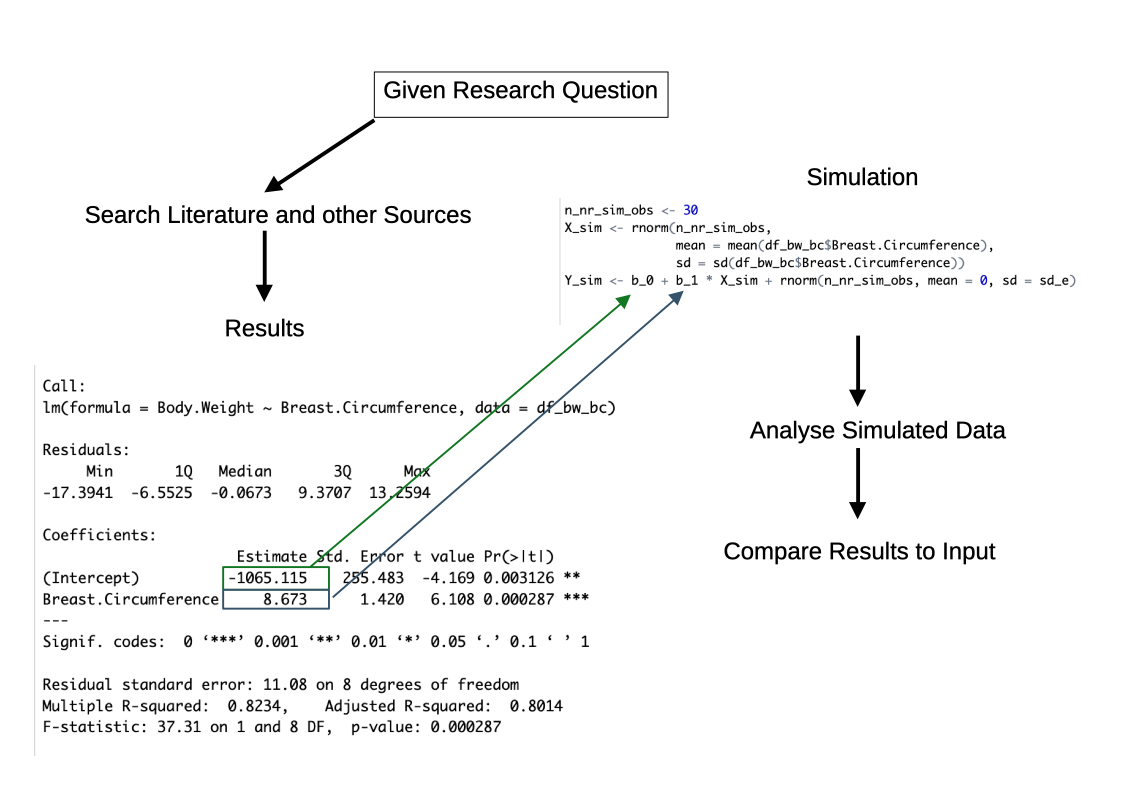 Given Research Question
Search Literature and other Sources
Results
Call:
lm(formula = Body.Weight ~ Breast.Circumference, data = df_bw_bc)
Residuals:
Min 1Q Median 3Q Max
-17.3941 -6.5525 -0.0673 9.3707 13.2594
Coefficients:
Estimate Std. Error t value Pr(>|t|)
(Intercept) -1065.115 255.483 -4.169 0.003126 **
Breast.Circumference 8.673 1.420 6.108 0.000287 ***
---
Signif. codes: 0 ‘***’ 0.001 ‘**’ 0.01 ‘*’ 0.05 ‘.’ 0.1 ‘ ’ 1
Residual standard error: 11.08 on 8 degrees of freedom
Multiple R-squared: 0.8234, Adjusted R-squared: 0.8014
F-statistic: 37.31 on 1 and 8 DF, p-value: 0.000287
Simulation
n_nr_sim_obs <- 30
X_sim <- rnorm(n_nr_sim_obs,
mean = mean(df_bw_bc$Breast.Circumference),
sd = sd(df_bw_bc$Breast.Circumference))
Y_sim <- b_0 + b_1 * X_sim + rnorm(n_nr_sim_obs, mean = 0, sd = sd_e)
Analyse Simulated Data
Compare Results to Input